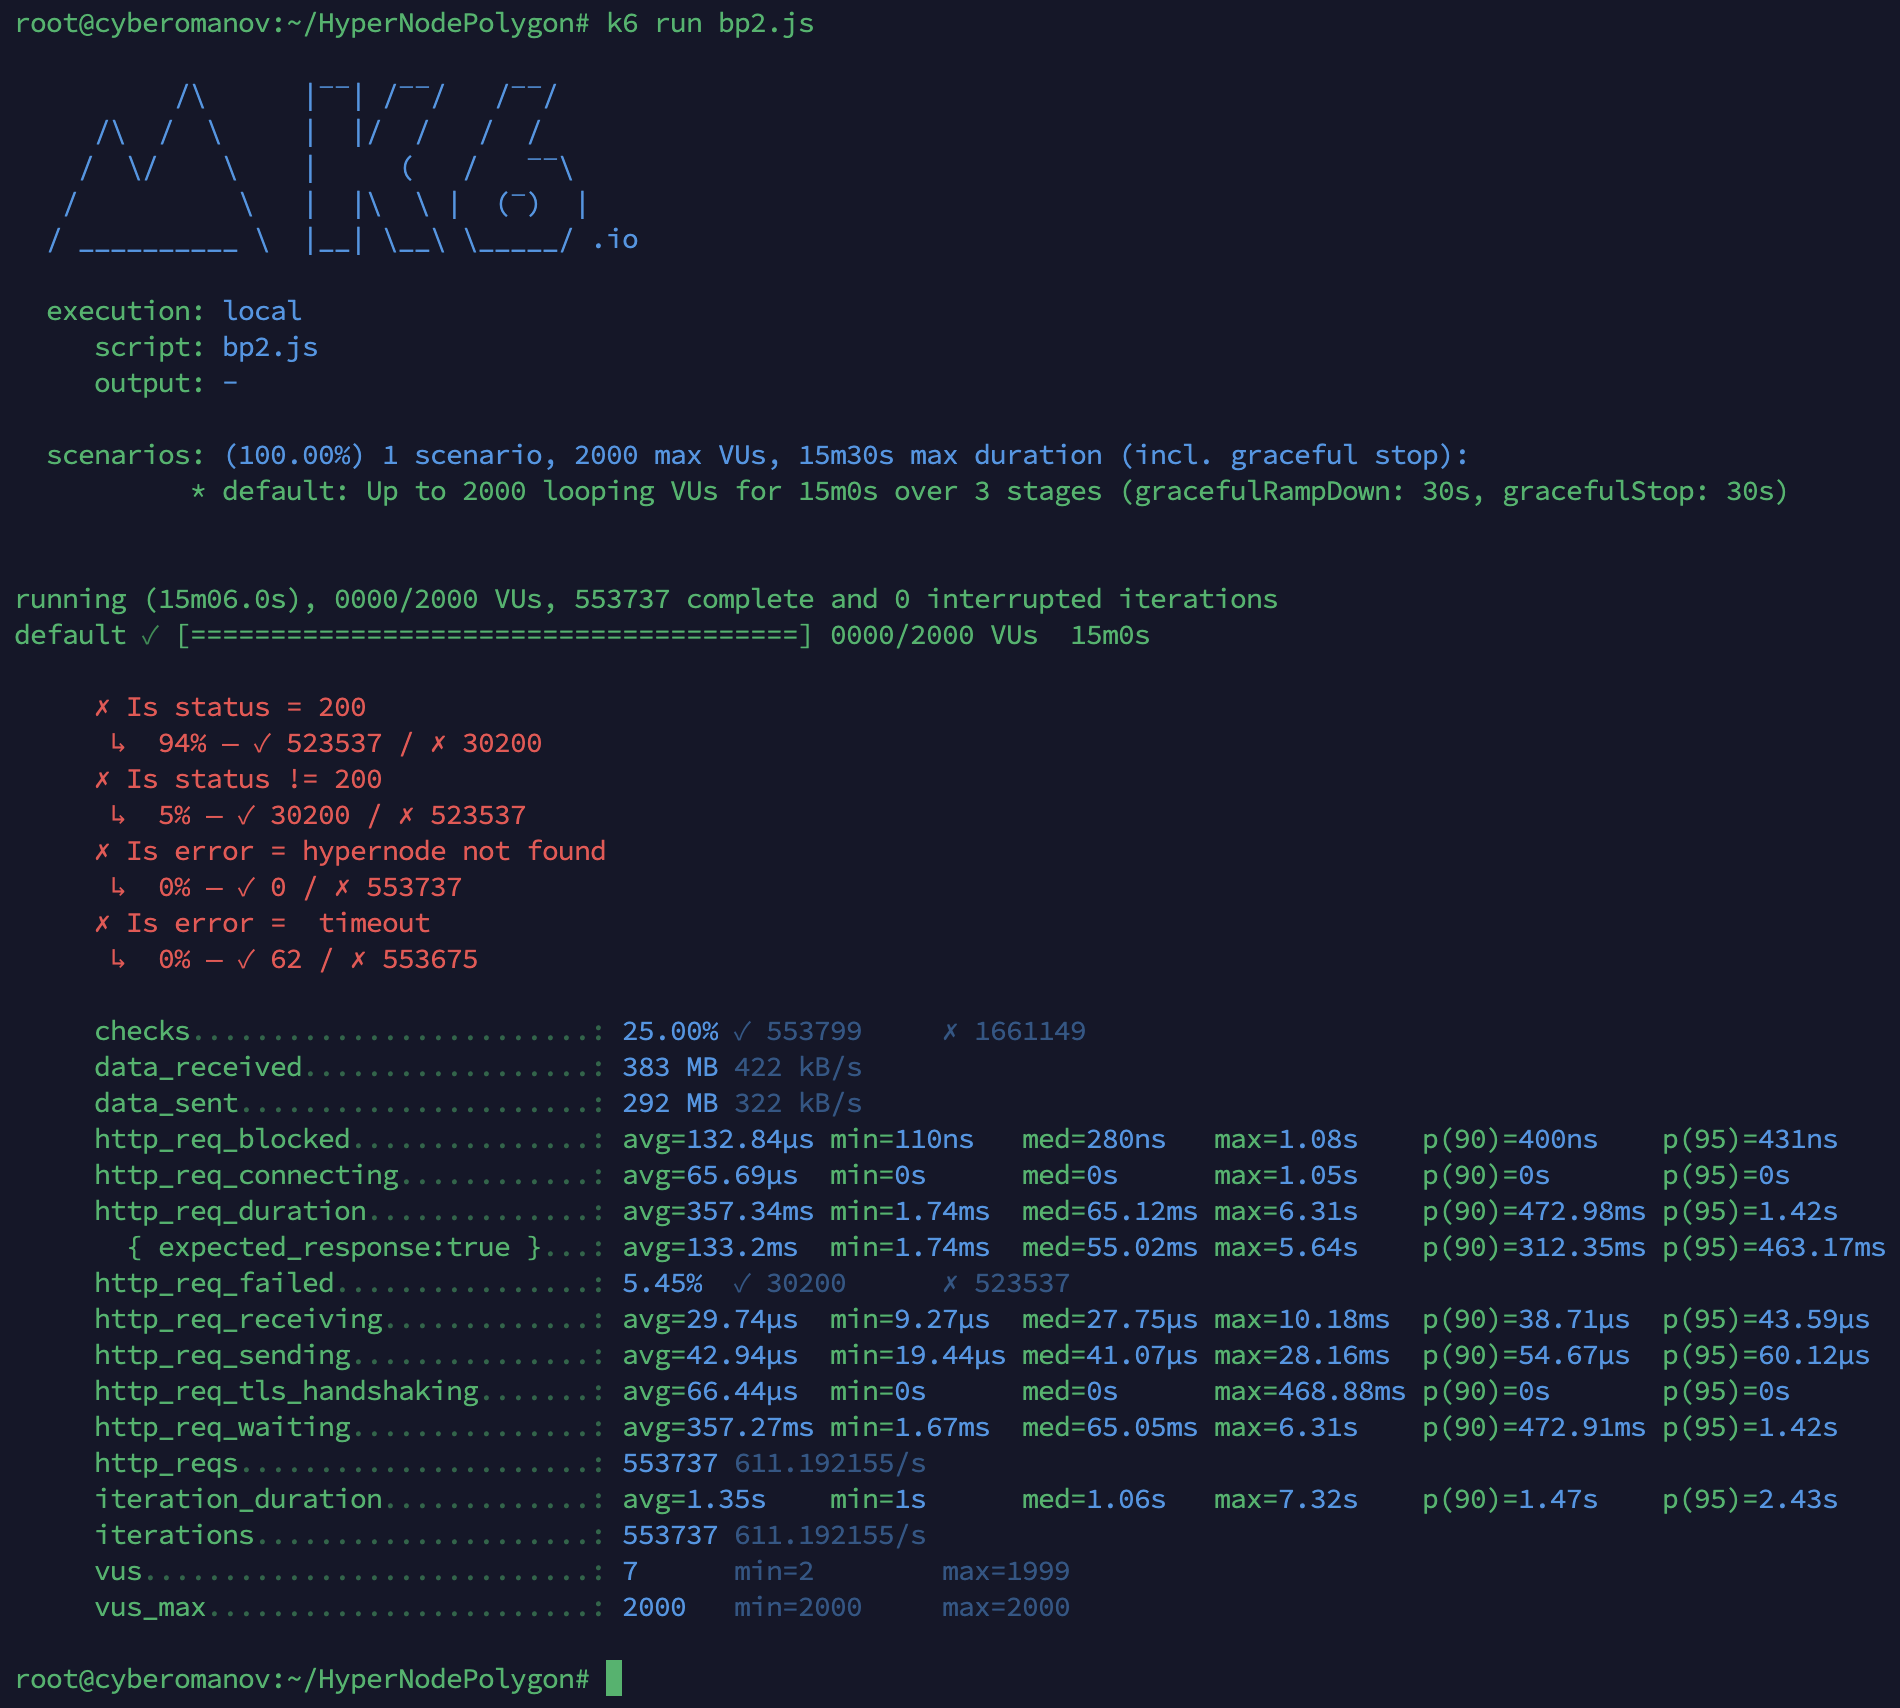 root@cyberomanov:~/HyperNodePolygon# k6 run bp2.js
         /\      |‾‾| /‾‾/   /‾‾/
    /\  /  \     |  |/  /   /  /
   /  \/    \    |     (   /   ‾‾\
  /          \   |  |\  \ |  (‾)  |
 / __________ \  |__| \__\ \_____/ .io
execution: local
script: bp2.js
output: -
scenarios: (100.00%) 1 scenario, 2000 max VUs, 15m30s max duration (incl. graceful stop):
* default: Up to 2000 looping VUs for 15m0s over 3 stages (gracefulRampDown: 30s, gracefulStop: 30s)
running (15m06.0s), 0000/2000 VUs, 553737 complete and 0 interrupted iterations
default ✓ [======================================] 0000/2000 VUs  15m0s
✗ Is status = 200
↳  94% — ✓ 523537 / ✗ 30200
✗ Is status != 200
↳  5% — ✓ 30200 / ✗ 523537
✗ Is error = hypernode not found
↳  0% — ✓ 0 / ✗ 553737
✗ Is error =  timeout
↳  0% — ✓ 62 / ✗ 553675
checks.........................: 25.00% ✓ 553799     ✗ 1661149
data_received..................: 383 MB 422 kB/s
data_sent......................: 292 MB 322 kB/s
http_req_blocked...............: avg=132.84µs min=110ns   med=280ns   max=1.08s    p(90)=400ns    p(95)=431ns
http_req_connecting............: avg=65.69µs  min=0s      med=0s      max=1.05s    p(90)=0s       p(95)=0s
http_req_duration..............: avg=357.34ms min=1.74ms  med=65.12ms max=6.31s    p(90)=472.98ms p(95)=1.42s
{ expected_response:true }...: avg=133.2ms  min=1.74ms  med=55.02ms max=5.64s    p(90)=312.35ms p(95)=463.17ms
http_req_failed................: 5.45%  ✓ 30200      ✗ 523537
http_req_receiving.............: avg=29.74µs  min=9.27µs  med=27.75µs max=10.18ms  p(90)=38.71µs  p(95)=43.59µs
http_req_sending...............: avg=42.94µs  min=19.44µs med=41.07µs max=28.16ms  p(90)=54.67µs  p(95)=60.12µs
http_req_tls_handshaking.......: avg=66.44µs  min=0s      med=0s      max=468.88ms p(90)=0s       p(95)=0s
http_req_waiting...............: avg=357.27ms min=1.67ms  med=65.05ms max=6.31s    p(90)=472.91ms p(95)=1.42s
http_reqs......................: 553737 611.192155/s
iteration_duration.............: avg=1.35s    min=1s      med=1.06s   max=7.32s    p(90)=1.47s    p(95)=2.43s
iterations.....................: 553737 611.192155/s
vus............................: 7      min=2        max=1999
vus_max........................: 2000   min=2000     max=2000
root@cyberomanov:~/HyperNodePolygon#